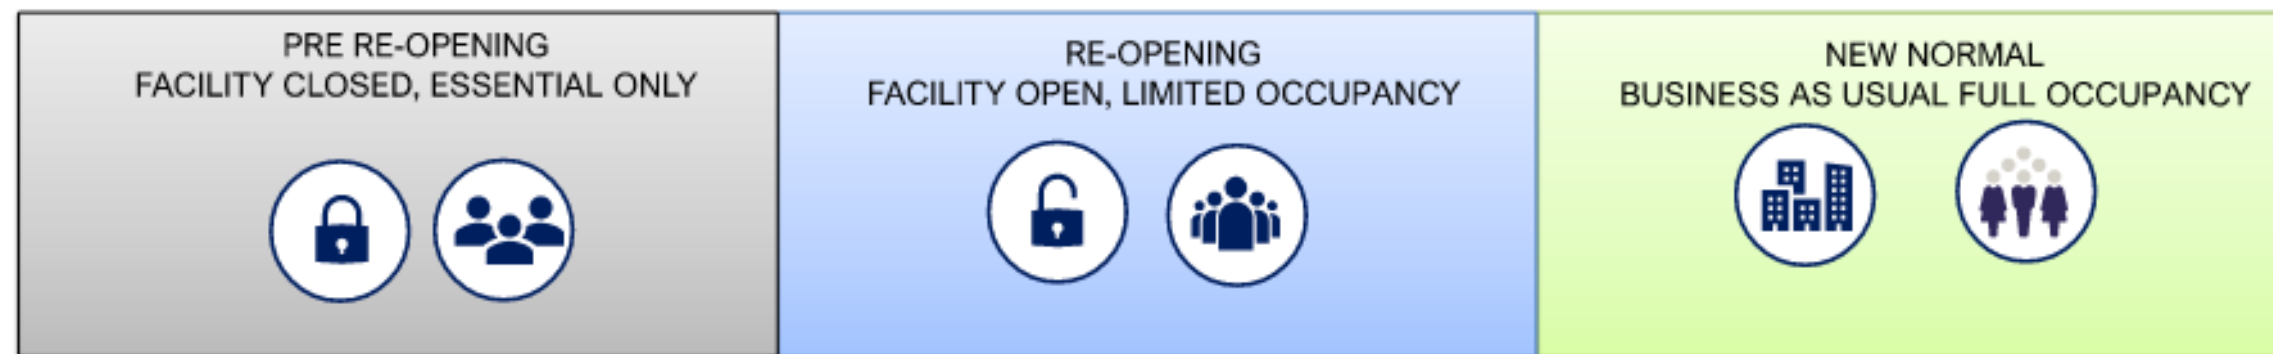 PRE RE-OPENING
FACILITY CLOSED, ESSENTIAL ONLY
RE-OPENING
FACILITY OPEN, LIMITED OCCUPANCY
NEW NORMAL
BUSINESS AS USUAL FULL OCCUPANCY